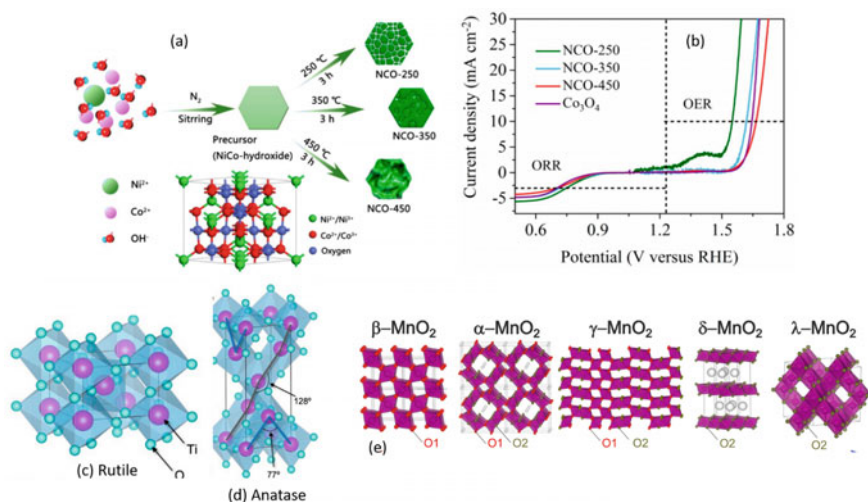 (a)
N₂
Sitrring
Precursor
(NiCo-hydroxide)
250 ℃
3 h
350 ℃
3 h
450 ℃
3 h
NCO-250
NCO-350
NCO-450
Ni²⁺
Co²⁺
OH⁻
Ni²⁺/Ni³⁺
Co²⁺/Co³⁺
Oxygen
(b)
Current density (mA cm⁻²)
30
25
20
15
10
5
0
-5
NCO-250
NCO-350
NCO-450
Co₃O₄
OER
ORR
0.6
0.9
1.2
1.5
1.8
Potential (V versus RHE)
(c) Rutile
Ti
O
128º
77º
(d) Anatase
(e)
β–MnO₂
α–MnO₂
γ–MnO₂
δ–MnO₂
λ–MnO₂
O1
O1 O2
O1 O2
O2
O2